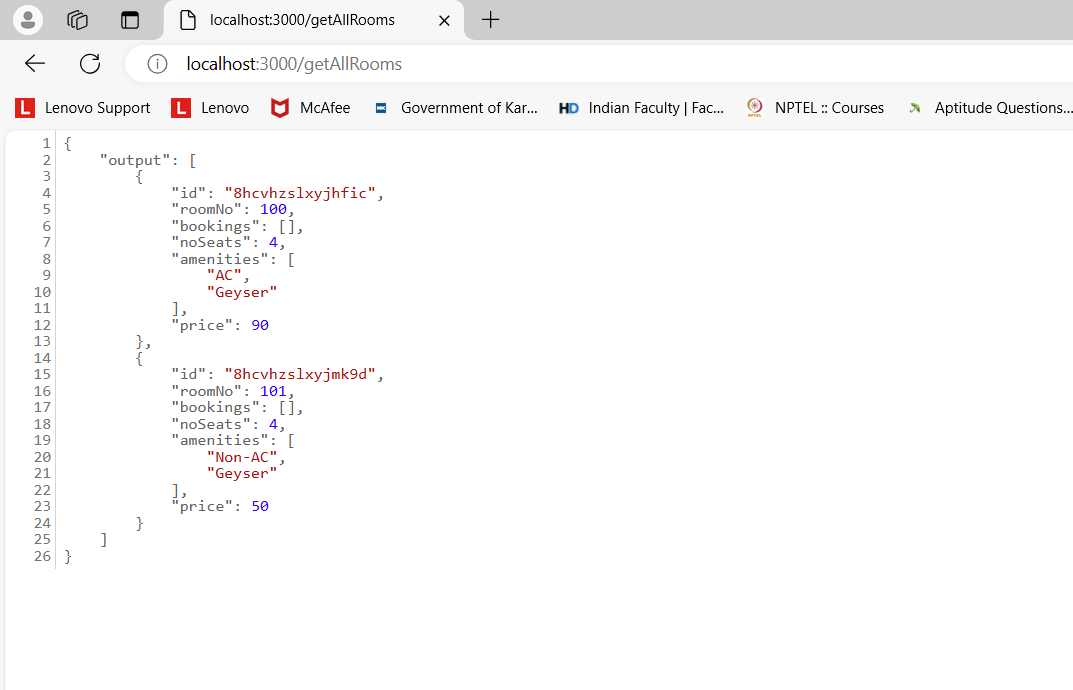 localhost:3000/getAllRooms
localhost:3000/getAllRooms
L Lenovo Support L Lenovo McAfee Government of Kar... HD Indian Faculty | Fac... NPTEL :: Courses Aptitude Questions...
1 {
2     "output": [
3         {
4             "id": "8hcvhzslxyjhfic",
5             "roomNo": 100,
6             "bookings": [],
7             "noSeats": 4,
8             "amenities": [
9                 "AC",
10                 "Geyser"
11             ],
12             "price": 90
13         },
14         {
15             "id": "8hcvhzslxyjmk9d",
16             "roomNo": 101,
17             "bookings": [],
18             "noSeats": 4,
19             "amenities": [
20                 "Non-AC",
21                 "Geyser"
22             ],
23             "price": 50
24         }
25     ]
26 }